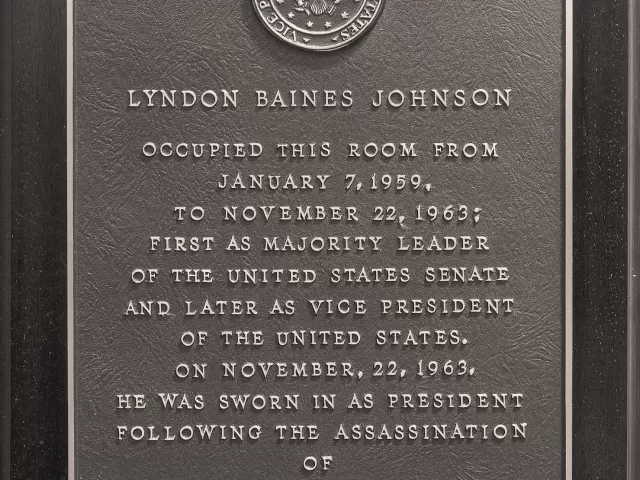 VICE P STATES
LYNDON BAINES JOHNSON
OCCUPIED THIS ROOM FROM
JANUARY 7, 1959,
TO NOVEMBER 22, 1963;
FIRST AS MAJORITY LEADER
OF THE UNITED STATES SENATE
AND LATER AS VICE PRESIDENT
OF THE UNITED STATES.
ON NOVEMBER, 22, 1963,
HE WAS SWORN IN AS PRESIDENT
FOLLOWING THE ASSASSINATION
OF